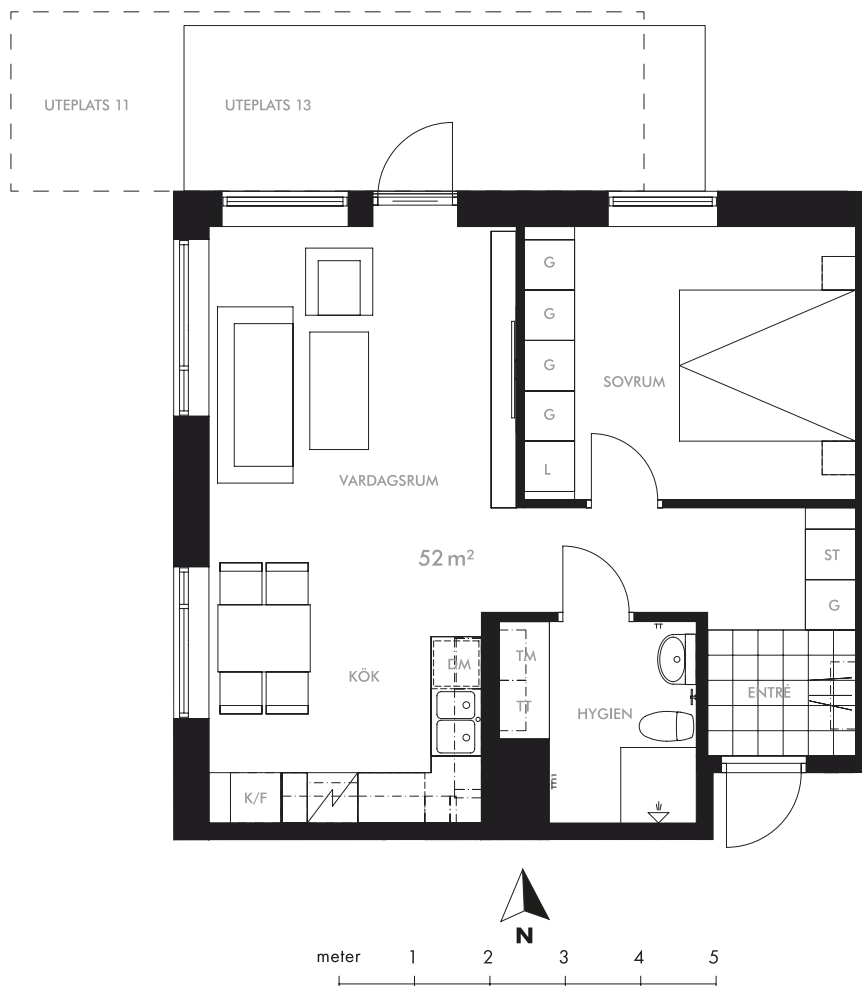 UTEPLATS 11
UTEPLATS 13
G
G
G
G
L
SOVRUM
VARDAGSRUM
52 m²
ST
G
KÖK
DM
TM
TT
HYGIEN
ENTRÉ
K/F
N
meter 1 2 3 4 5